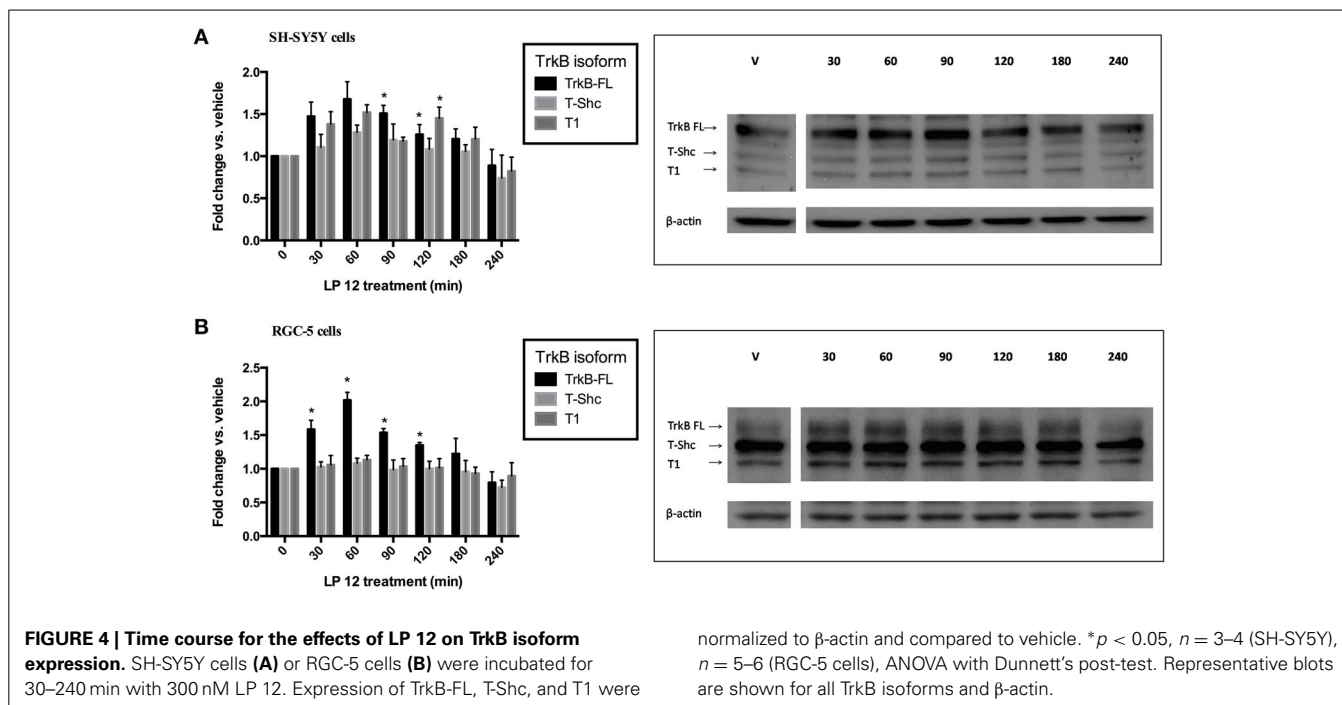 A
SH-SY5Y cells
Fold change vs. vehicle
2.0
1.5
1.0
0.5
0.0
0 30 60 90 120 180 240
LP 12 treatment (min)
TrkB isoform
TrkB-FL
T-Shc
T1
* * *
V 30 60 90 120 180 240
TrkB FL →
T-Shc →
T1 →
β-actin
B
RGC-5 cells
Fold change vs. vehicle
2.5
2.0
1.5
1.0
0.5
0.0
0 30 60 90 120 180 240
LP 12 treatment (min)
TrkB isoform
TrkB-FL
T-Shc
T1
* * * *
V 30 60 90 120 180 240
TrkB FL →
T-Shc →
T1 →
β-actin
FIGURE 4 | Time course for the effects of LP 12 on TrkB isoform
expression. SH-SY5Y cells (A) or RGC-5 cells (B) were incubated for
30–240 min with 300 nM LP 12. Expression of TrkB-FL, T-Shc, and T1 were
normalized to β-actin and compared to vehicle. *p < 0.05, n = 3–4 (SH-SY5Y),
n = 5–6 (RGC-5 cells), ANOVA with Dunnett's post-test. Representative blots
are shown for all TrkB isoforms and β-actin.